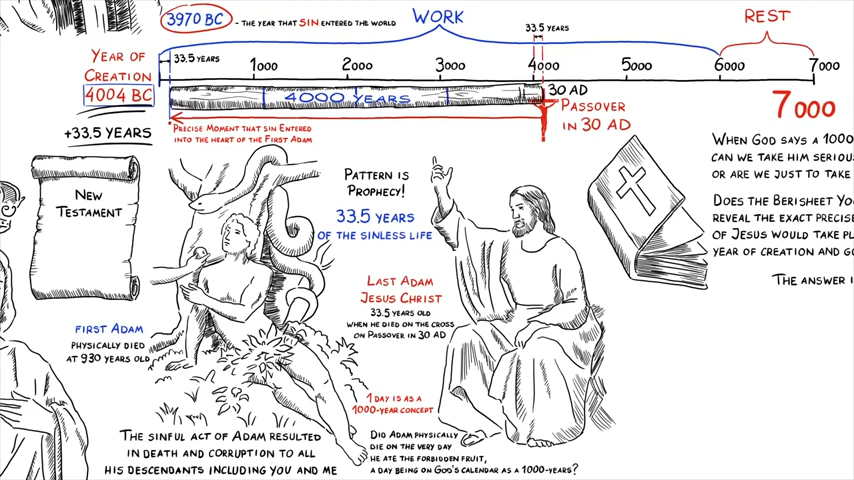 3970 BC - THE YEAR THAT SIN ENTERED THE WORLD
WORK
33.5 YEARS
REST
YEAR OF
CREATION
4004 BC
+33.5 YEARS
33.5 YEARS
1000
2000
3000
4000
5000
6000
7000
4000 YEARS
30 AD
PASSOVER
IN 30 AD
7000
PRECISE MOMENT THAT SIN ENTERED
INTO THE HEART OF THE FIRST ADAM
NEW
TESTAMENT
PATTERN IS
PROPHECY!
33.5 YEARS
OF THE SINLESS LIFE
WHEN GOD SAYS A 1000
CAN WE TAKE HIM SERIOUS
OR ARE WE JUST TO TAKE
DOES THE BERISHEET YO
REVEAL THE EXACT PRECISE
OF JESUS WOULD TAKE PL
YEAR OF CREATION AND GO
THE ANSWER I
LAST ADAM
JESUS CHRIST
33.5 YEARS OLD
WHEN HE DIED ON THE CROSS
ON PASSOVER IN 30 AD
FIRST ADAM
PHYSICALLY DIED
AT 930 YEARS OLD
1 DAY IS AS A
1000-YEAR CONCEPT
THE SINFUL ACT OF ADAM RESULTED
IN DEATH AND CORRUPTION TO ALL
HIS DESCENDANTS INCLUDING YOU AND ME
DID ADAM PHYSICALLY
DIE ON THE VERY DAY
HE ATE THE FORBIDDEN FRUIT,
A DAY BEING ON GOD'S CALENDAR AS A 1000-YEARS?